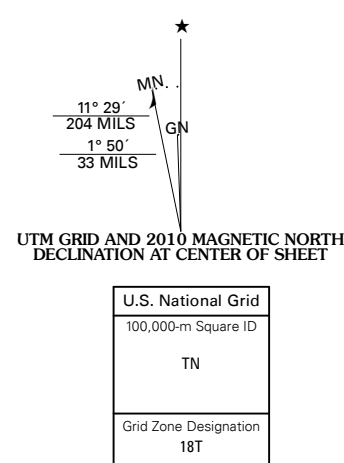 MN
11° 29´
204 MILS
GN
1° 50´
33 MILS
UTM GRID AND 2010 MAGNETIC NORTH
DECLINATION AT CENTER OF SHEET
U.S. National Grid
100,000-m Square ID
TN
Grid Zone Designation
18T